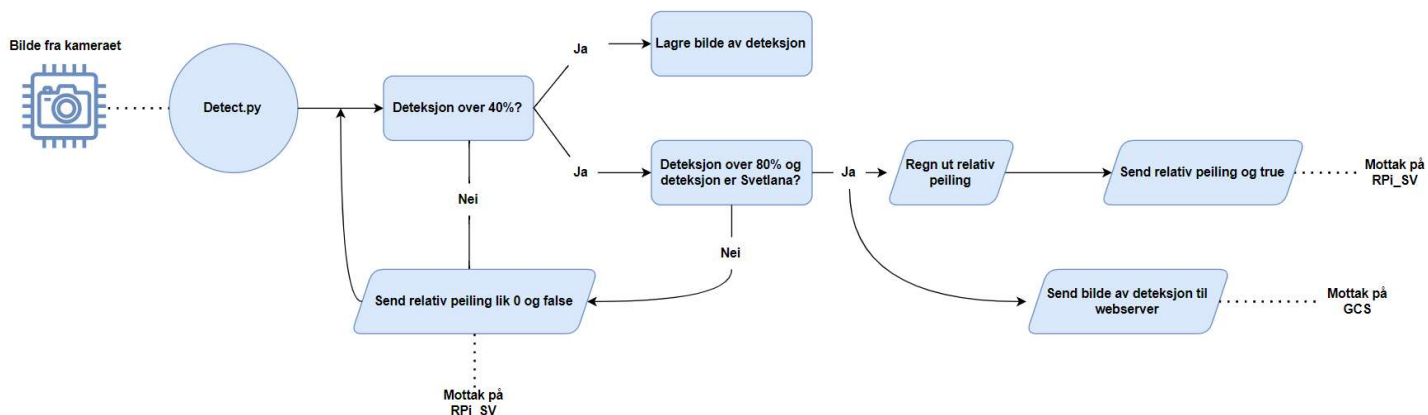 Bilde fra kameraet
Detect.py
Deteksjon over 40%?
Ja
Lagre bilde av deteksjon
Ja
Deteksjon over 80% og
deteksjon er Svetlana?
Ja
Regn ut relativ
peiling
Send relativ peiling og true
Mottak på
RPi_SV
Nei
Nei
Send relativ peiling lik 0 og false
Send bilde av deteksjon til
webserver
Mottak på
GCS
Mottak på
RPi_SV